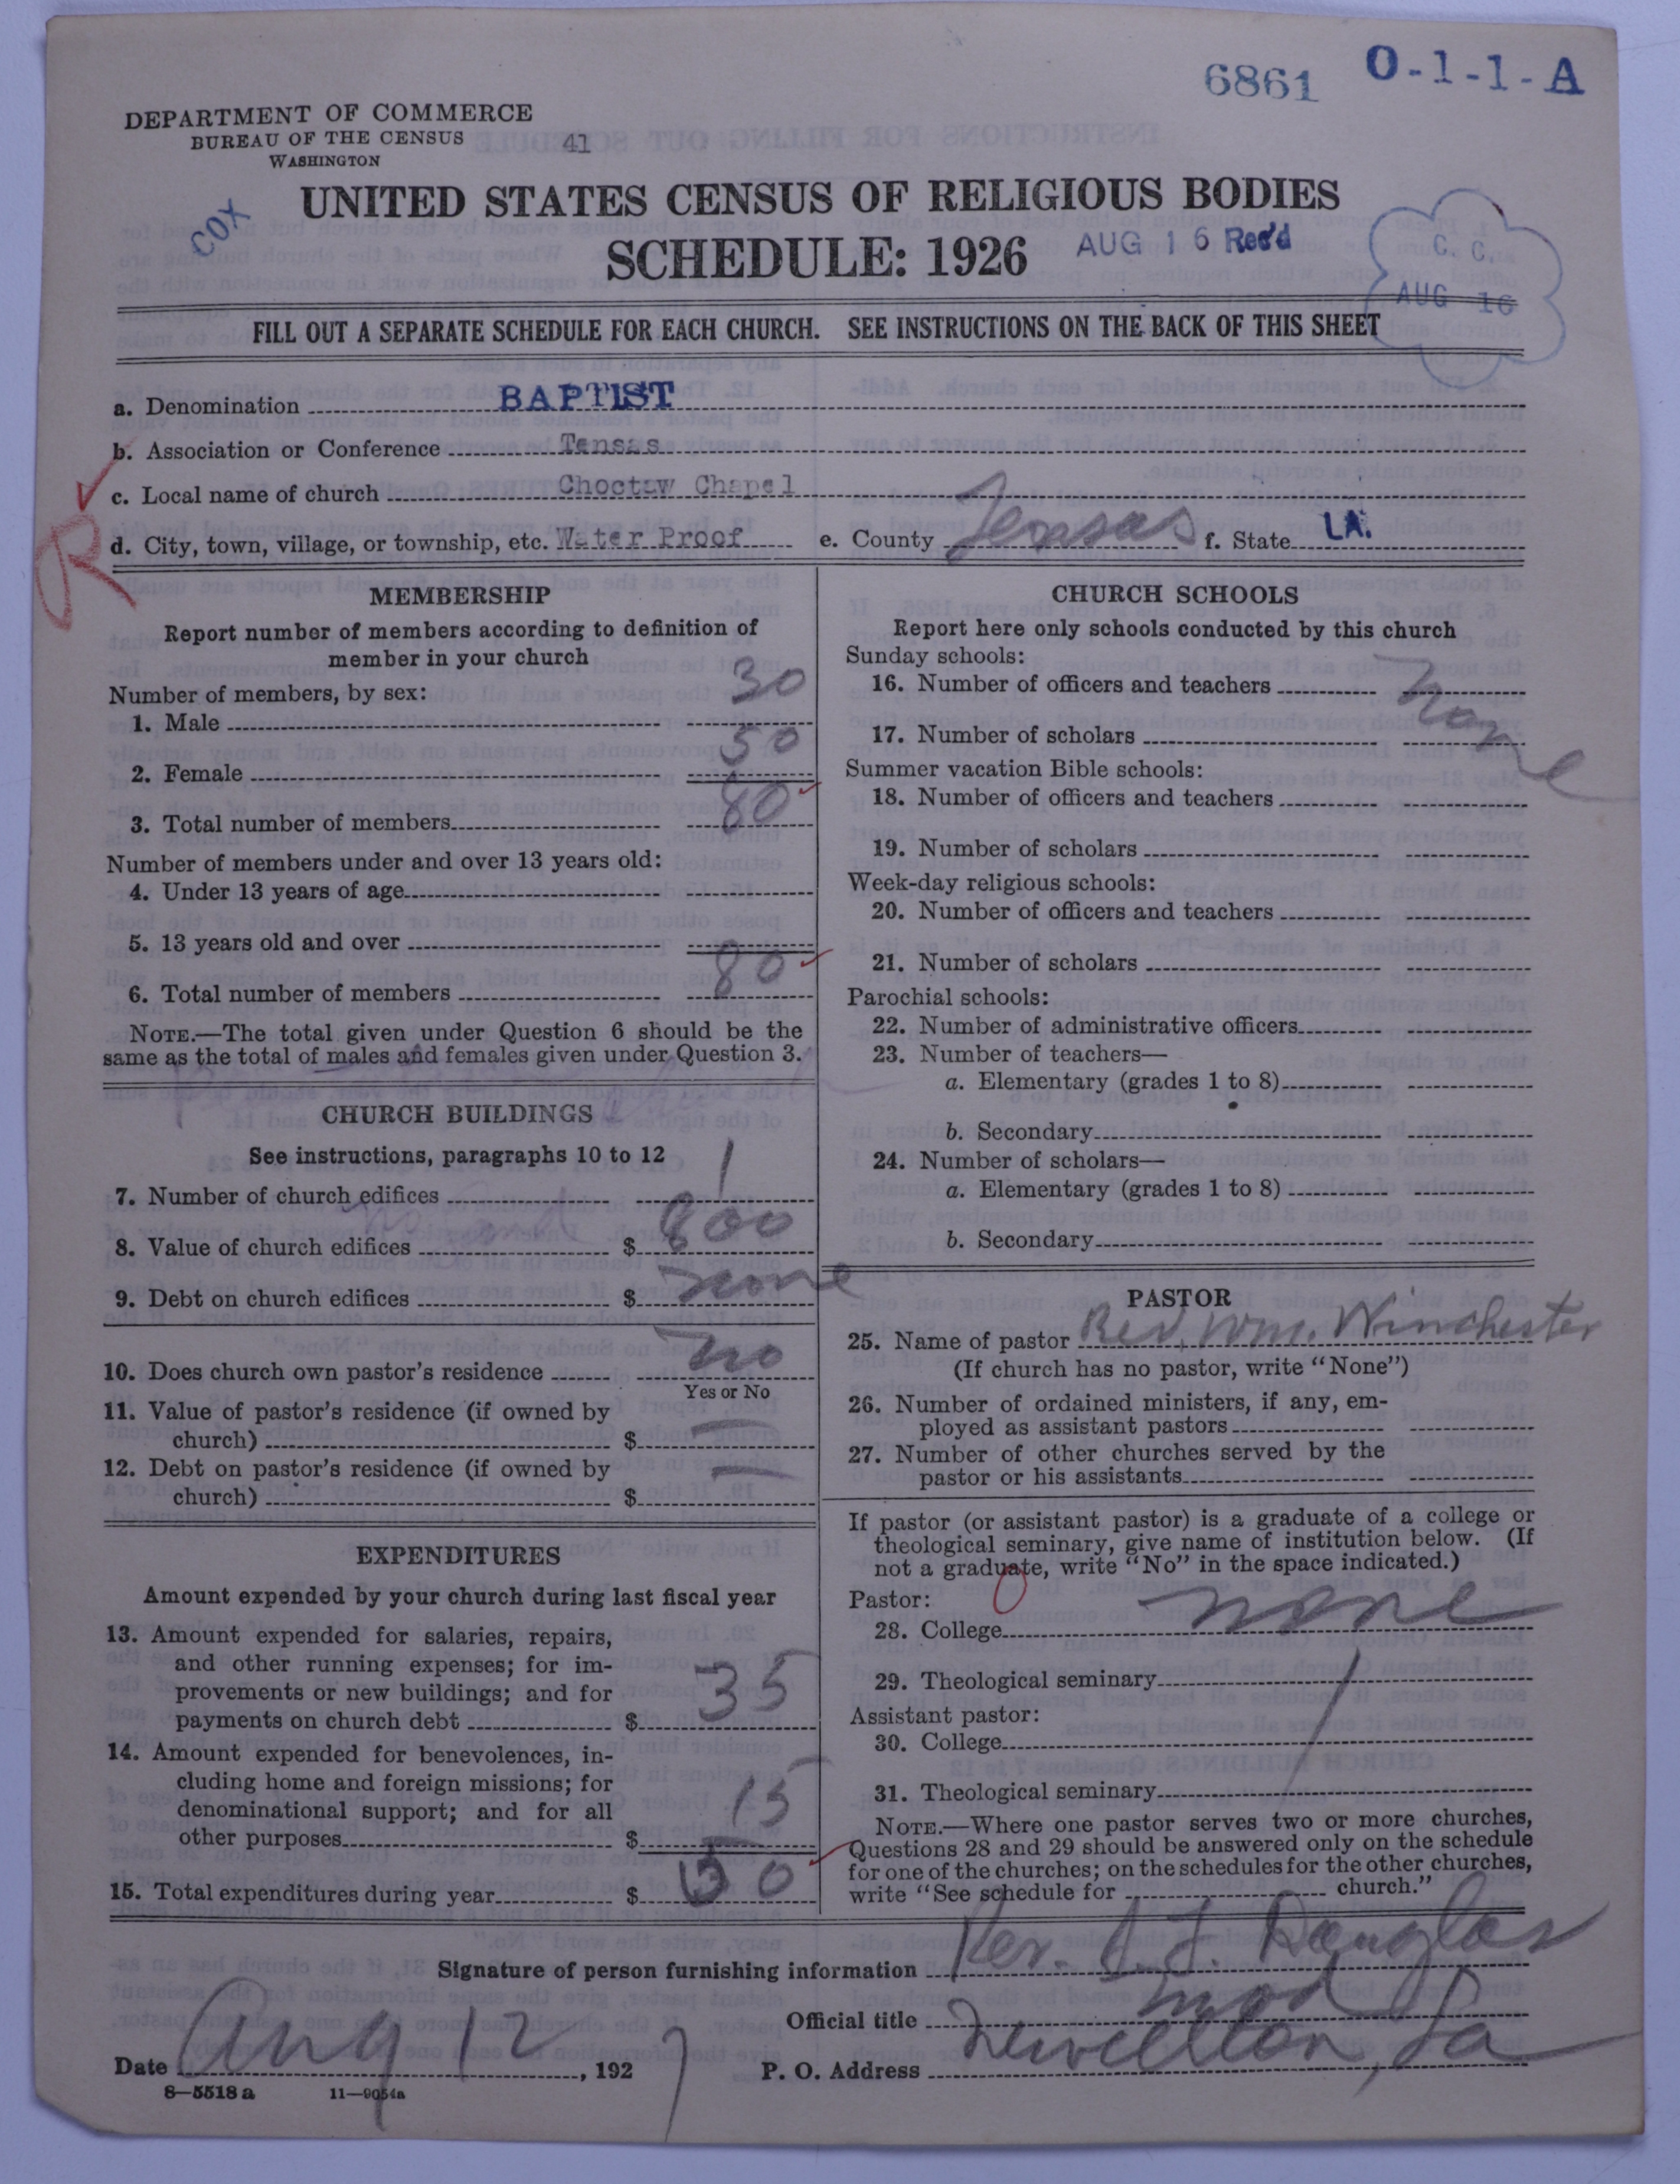 6861 O-1-1-A
DEPARTMENT OF COMMERCE
BUREAU OF THE CENSUS
WASHINGTON
41
COX
UNITED STATES CENSUS OF RELIGIOUS BODIES
SCHEDULE: 1926
AUG 16 Rec'd
C. C.
AUG 16
FILL OUT A SEPARATE SCHEDULE FOR EACH CHURCH. SEE INSTRUCTIONS ON THE BACK OF THIS SHEET
a. Denomination BAPTIST
b. Association or Conference Tensas
c. Local name of church Choctaw Chapel
R
d. City, town, village, or township, etc. Water Proof e. County Tensas f. State LA.
MEMBERSHIP
Report number of members according to definition of
member in your church
Number of members, by sex:
1. Male 30
2. Female 50
3. Total number of members 80
Number of members under and over 13 years old:
4. Under 13 years of age
5. 13 years old and over
6. Total number of members 80
NOTE.—The total given under Question 6 should be the
same as the total of males and females given under Question 3.
CHURCH BUILDINGS
See instructions, paragraphs 10 to 12
7. Number of church edifices 1
8. Value of church edifices $ 800
9. Debt on church edifices $ none
10. Does church own pastor's residence no
Yes or No
11. Value of pastor's residence (if owned by
church) $ —
12. Debt on pastor's residence (if owned by
church) $ —
EXPENDITURES
Amount expended by your church during last fiscal year
13. Amount expended for salaries, repairs,
and other running expenses; for im-
provements or new buildings; and for
payments on church debt $ 35
14. Amount expended for benevolences, in-
cluding home and foreign missions; for
denominational support; and for all
other purposes $ 15
15. Total expenditures during year $ 50
CHURCH SCHOOLS
Report here only schools conducted by this church
Sunday schools:
16. Number of officers and teachers none
17. Number of scholars
Summer vacation Bible schools:
18. Number of officers and teachers
19. Number of scholars
Week-day religious schools:
20. Number of officers and teachers
21. Number of scholars
Parochial schools:
22. Number of administrative officers
23. Number of teachers—
a. Elementary (grades 1 to 8)
b. Secondary
24. Number of scholars—
a. Elementary (grades 1 to 8)
b. Secondary
PASTOR
25. Name of pastor Rev. Wm. Winchester
(If church has no pastor, write "None")
26. Number of ordained ministers, if any, em-
ployed as assistant pastors
27. Number of other churches served by the
pastor or his assistants
If pastor (or assistant pastor) is a graduate of a college or
theological seminary, give name of institution below. (If
not a graduate, write "No" in the space indicated.)
Pastor:
28. College none
29. Theological seminary
Assistant pastor:
30. College
31. Theological seminary
NOTE.—Where one pastor serves two or more churches,
Questions 28 and 29 should be answered only on the schedule
for one of the churches; on the schedules for the other churches,
write "See schedule for church."
Signature of person furnishing information Rev. Douglas
Official title mod
Date Aug 12, 1927 P. O. Address Newellton, La
8—5518 a 11—9054a